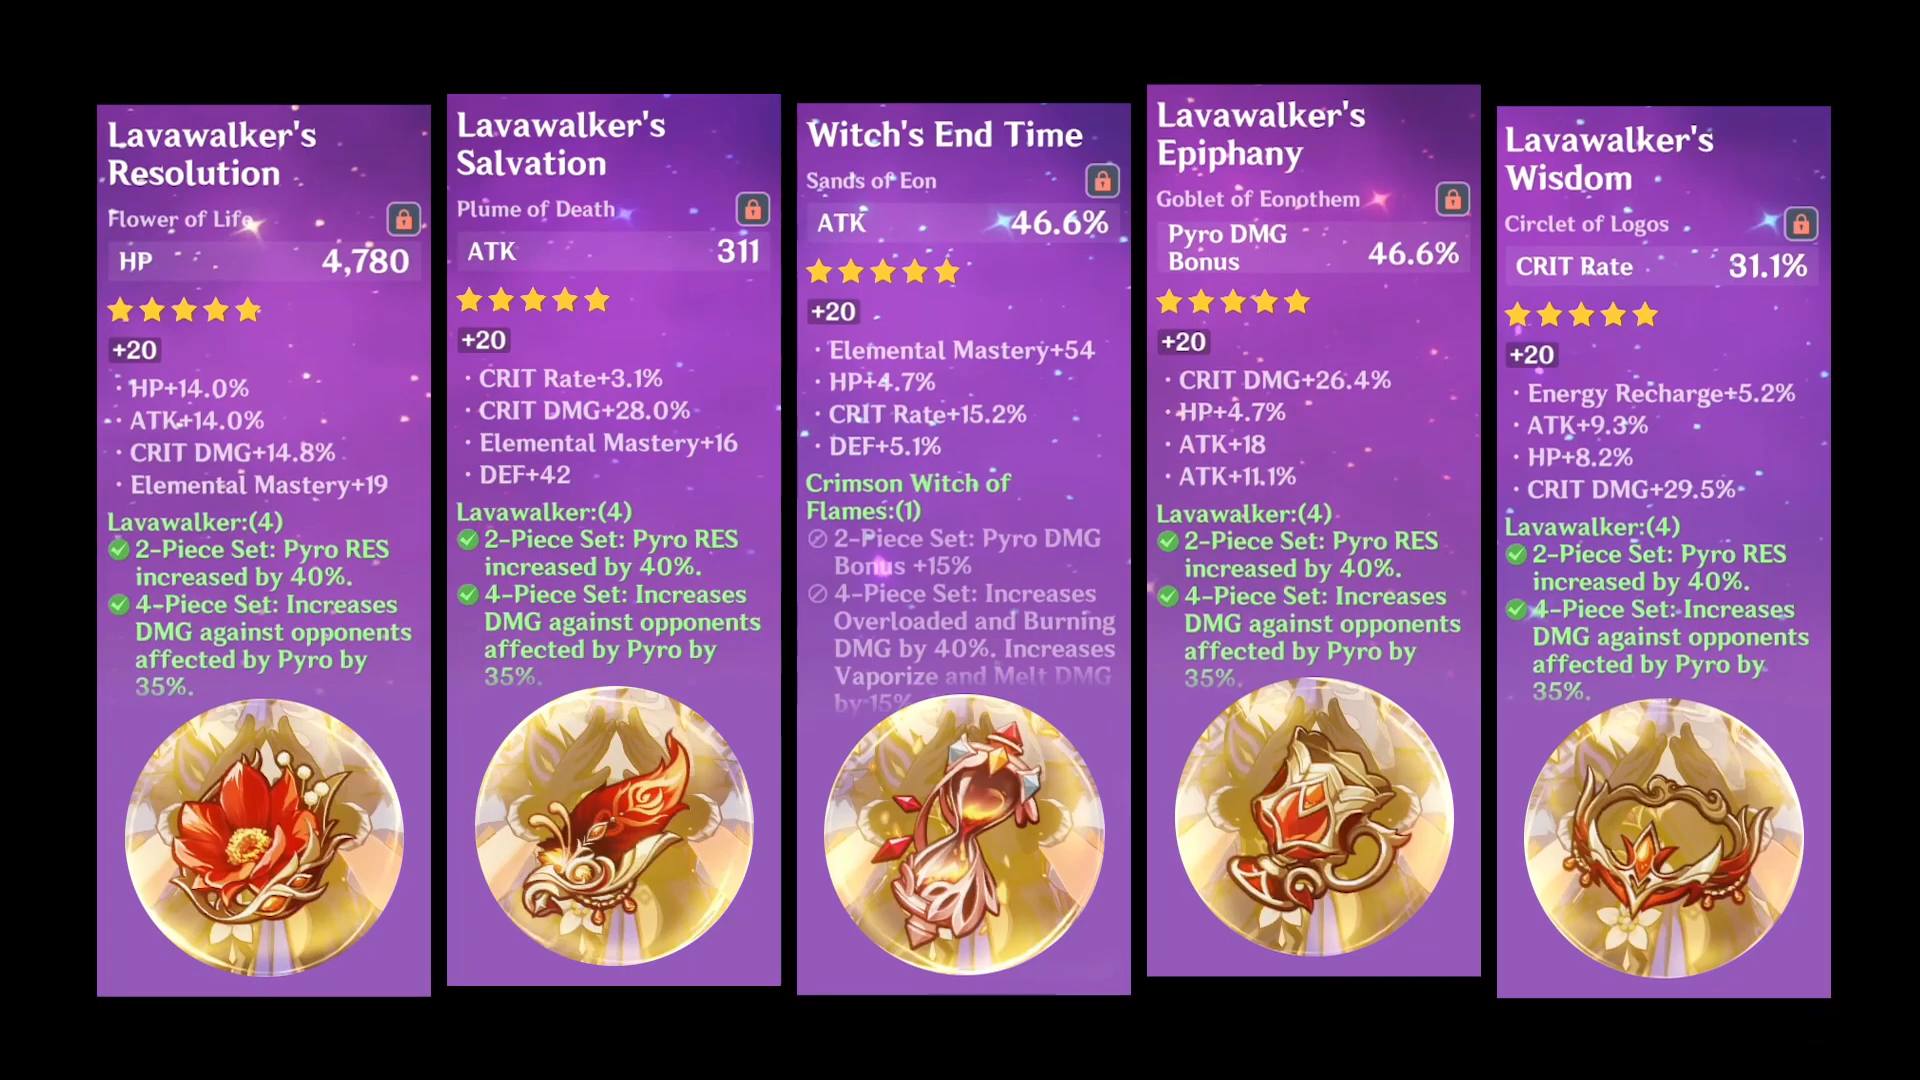 Lavawalker's
Resolution
Flower of Life
HP 4,780
+20
· HP+14.0%
· ATK+14.0%
· CRIT DMG+14.8%
· Elemental Mastery+19
Lavawalker:(4)
2-Piece Set: Pyro RES
increased by 40%.
4-Piece Set: Increases
DMG against opponents
affected by Pyro by
35%.
Lavawalker's
Salvation
Plume of Death
ATK 311
+20
· CRIT Rate+3.1%
· CRIT DMG+28.0%
· Elemental Mastery+16
· DEF+42
Lavawalker:(4)
2-Piece Set: Pyro RES
increased by 40%.
4-Piece Set: Increases
DMG against opponents
affected by Pyro by
35%.
Witch's End Time
Sands of Eon
ATK 46.6%
+20
· Elemental Mastery+54
· HP+4.7%
· CRIT Rate+15.2%
· DEF+5.1%
Crimson Witch of
Flames:(1)
2-Piece Set: Pyro DMG
Bonus +15%
4-Piece Set: Increases
Overloaded and Burning
DMG by 40%. Increases
Vaporize and Melt DMG
by 15%
Lavawalker's
Epiphany
Goblet of Eonothem
Pyro DMG
Bonus 46.6%
+20
· CRIT DMG+26.4%
· HP+4.7%
· ATK+18
· ATK+11.1%
Lavawalker:(4)
2-Piece Set: Pyro RES
increased by 40%.
4-Piece Set: Increases
DMG against opponents
affected by Pyro by
35%.
Lavawalker's
Wisdom
Circlet of Logos
CRIT Rate 31.1%
+20
· Energy Recharge+5.2%
· ATK+9.3%
· HP+8.2%
· CRIT DMG+29.5%
Lavawalker:(4)
2-Piece Set: Pyro RES
increased by 40%.
4-Piece Set: Increases
DMG against opponents
affected by Pyro by
35%.